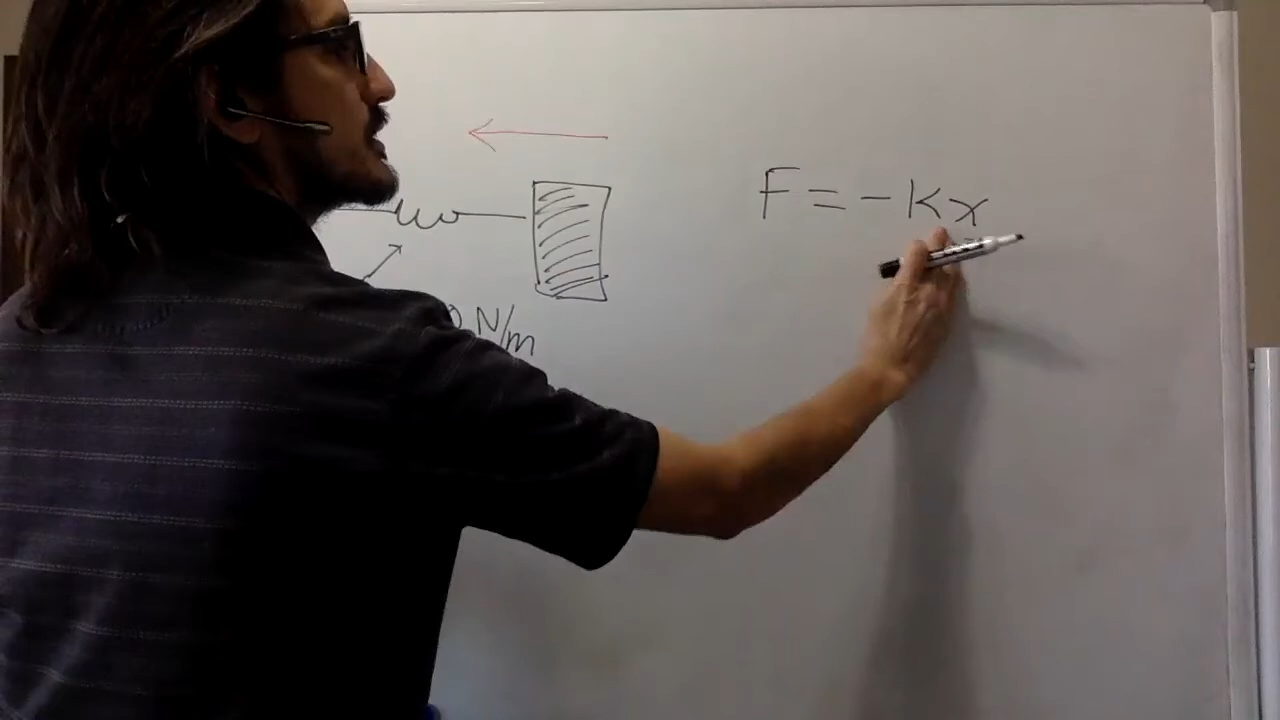 F = - Kx
N/m